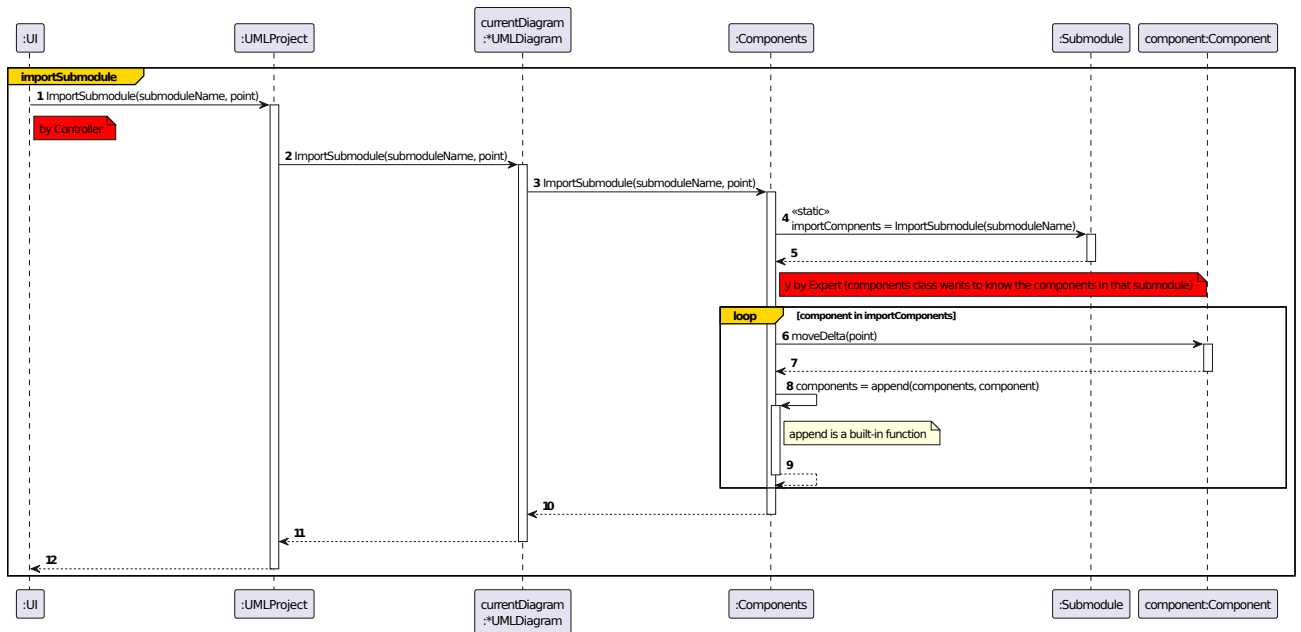 currentDiagram
:UI
:UMLProject
:*UMLDiagram
:Components
:Submodule
component:Component
importSubmodule
1 ImportSubmodule(submoduleName, point)
by Controller
2 ImportSubmodule(submoduleName, point)
3 ImportSubmodule(submoduleName, point)
«static»
4 importCompnents = ImportSubmodule(submoduleName)
5
y by Expert (components class wants to know the components in that submodule)
loop [component in importComponents]
6 moveDelta(point)
7
8 components = append(components, component)
append is a built-in function
9
10
11
12
:UI
:UMLProject
currentDiagram
:*UMLDiagram
:Components
:Submodule
component:Component